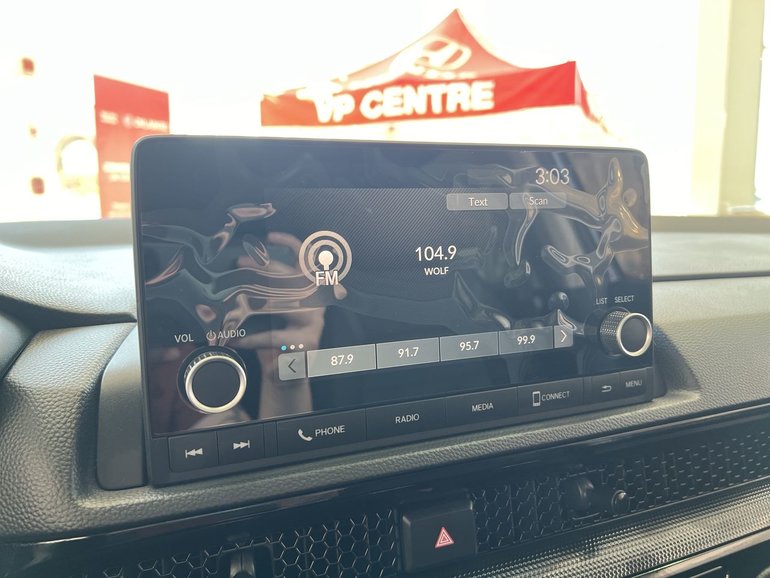 VP CENTRE
3:03
Text Scan
104.9
WOLF
FM
LIST SELECT
VOL AUDIO
87.9 91.7 95.7 99.9
PHONE RADIO MEDIA CONNECT MENU